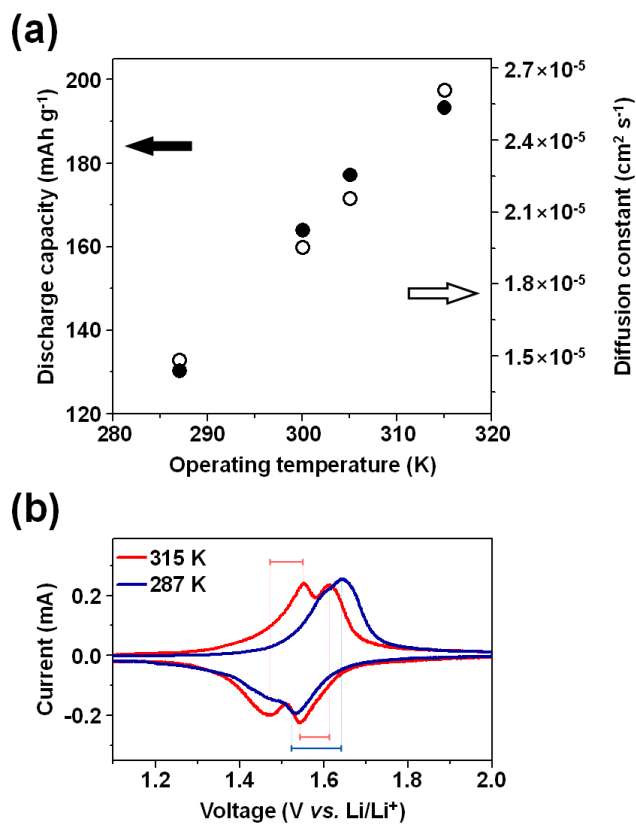 (a)
200
180
160
140
120
280
290
300
310
320
2.7×10⁻⁵
2.4×10⁻⁵
2.1×10⁻⁵
1.8×10⁻⁵
1.5×10⁻⁵
Discharge capacity (mAh g⁻¹)
Diffusion constant (cm² s⁻¹)
Operating temperature (K)
(b)
315 K
287 K
0.2
0.0
-0.2
1.2
1.4
1.6
1.8
2.0
Current (mA)
Voltage (V vs. Li/Li⁺)